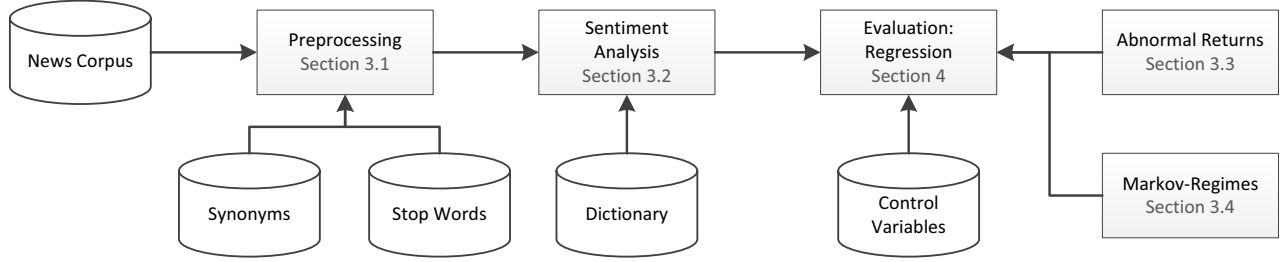 News Corpus
Preprocessing
Section 3.1
Sentiment
Analysis
Section 3.2
Evaluation:
Regression
Section 4
Abnormal Returns
Section 3.3
Synonyms
Stop Words
Dictionary
Control
Variables
Markov-Regimes
Section 3.4